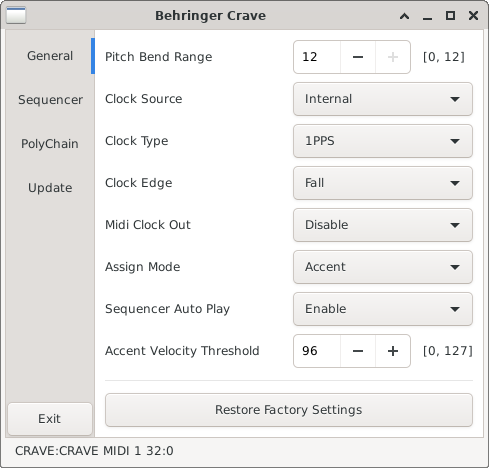 Behringer Crave
General
Sequencer
PolyChain
Update
Exit
Pitch Bend Range 12 [0, 12]
Clock Source Internal
Clock Type 1PPS
Clock Edge Fall
Midi Clock Out Disable
Assign Mode Accent
Sequencer Auto Play Enable
Accent Velocity Threshold 96 [0, 127]
Restore Factory Settings
CRAVE:CRAVE MIDI 1 32:0